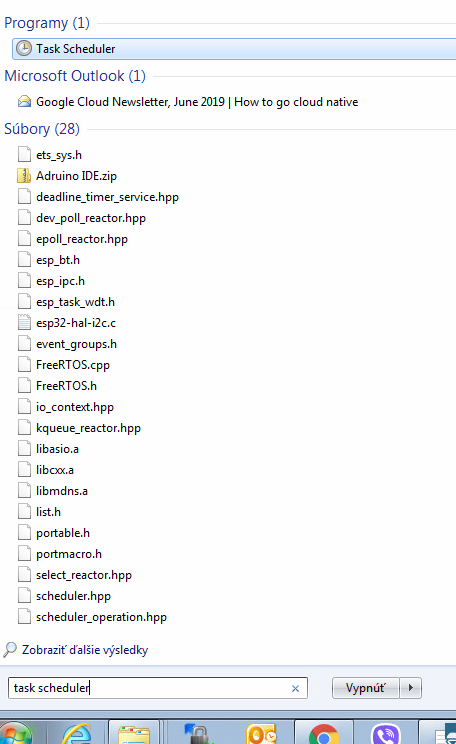 Programy (1)
Task Scheduler
Microsoft Outlook (1)
Google Cloud Newsletter, June 2019 | How to go cloud native
Súbory (28)
ets_sys.h
Adruino IDE.zip
deadline_timer_service.hpp
dev_poll_reactor.hpp
epoll_reactor.hpp
esp_bt.h
esp_ipc.h
esp_task_wdt.h
esp32-hal-i2c.c
event_groups.h
FreeRTOS.cpp
FreeRTOS.h
io_context.hpp
kqueue_reactor.hpp
libasio.a
libcxx.a
libmdns.a
list.h
portable.h
portmacro.h
select_reactor.hpp
scheduler.hpp
scheduler_operation.hpp
Zobraziť ďalšie výsledky
task scheduler
Vypnúť